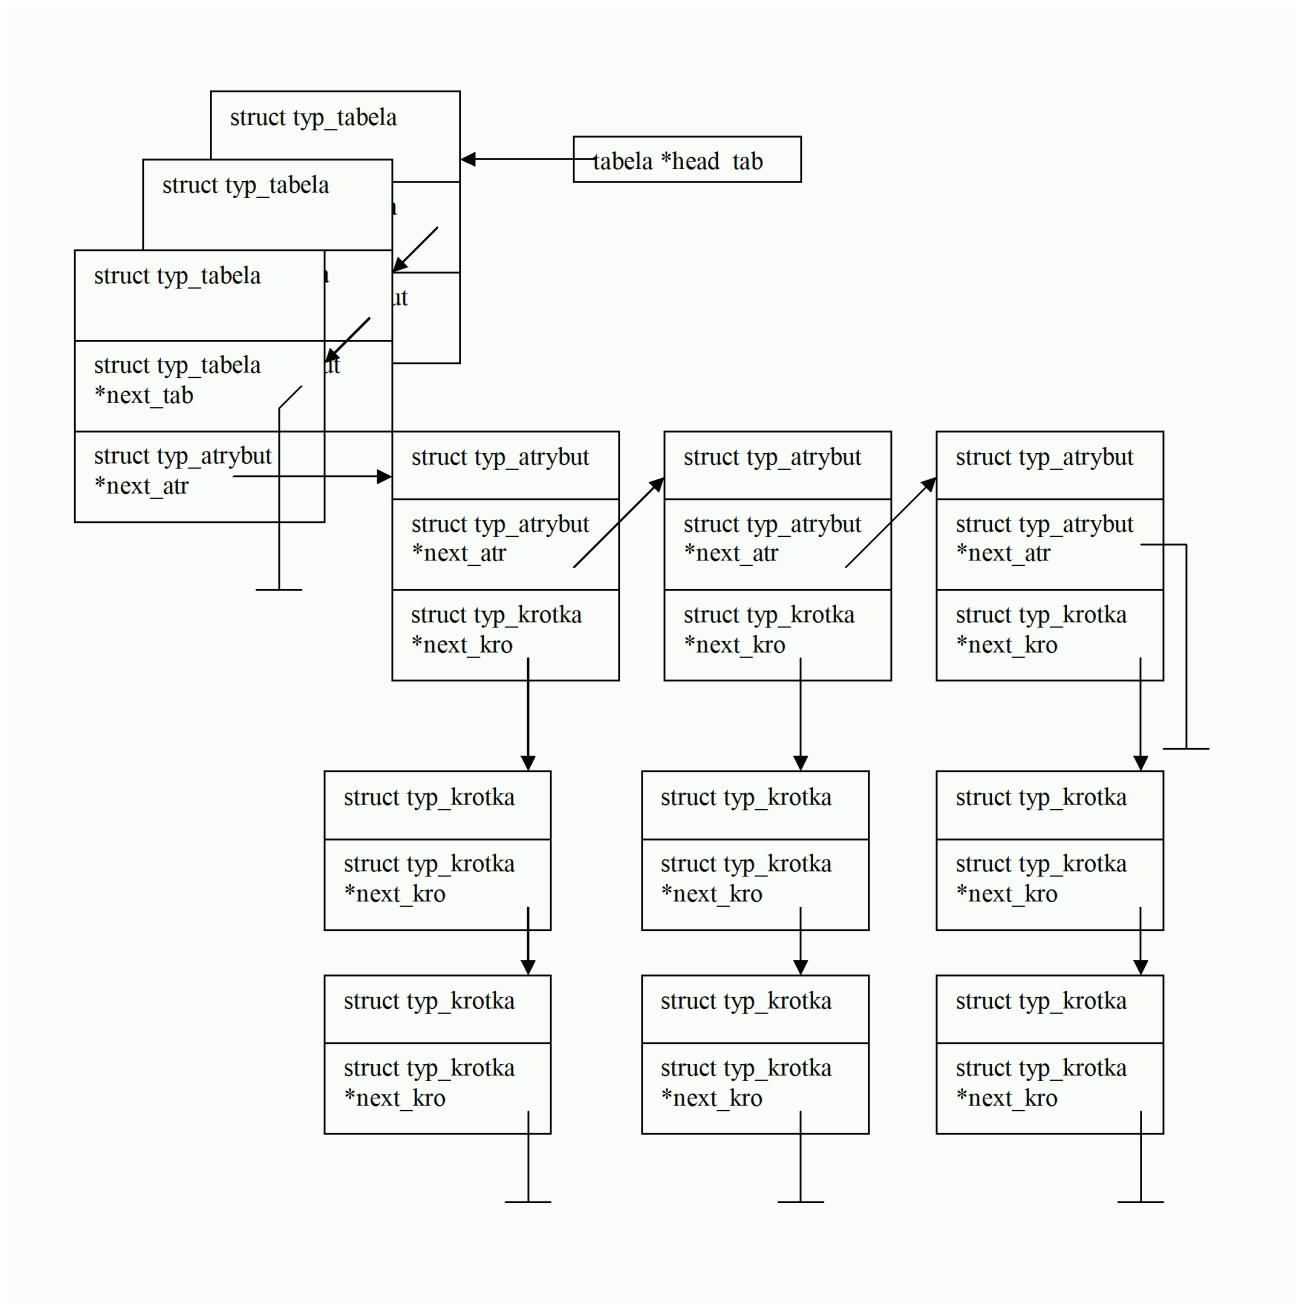 struct typ_tabela
tabela *head_tab
struct typ_tabela
struct typ_tabela
struct typ_tabela
*next_tab
struct typ_atrybut
*next_atr
struct typ_atrybut
struct typ_atrybut
*next_atr
struct typ_krotka
*next_kro
struct typ_atrybut
struct typ_atrybut
*next_atr
struct typ_krotka
*next_kro
struct typ_atrybut
struct typ_atrybut
*next_atr
struct typ_krotka
*next_kro
struct typ_krotka
struct typ_krotka
*next_kro
struct typ_krotka
struct typ_krotka
*next_kro
struct typ_krotka
struct typ_krotka
*next_kro
struct typ_krotka
struct typ_krotka
*next_kro
struct typ_krotka
struct typ_krotka
*next_kro
struct typ_krotka
struct typ_krotka
*next_kro